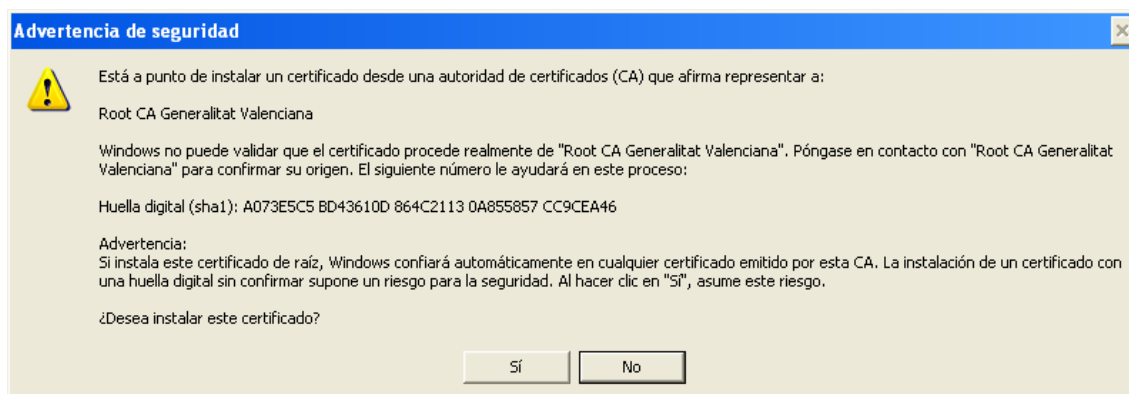 Advertencia de seguridad
Está a punto de instalar un certificado desde una autoridad de certificados (CA) que afirma representar a:
Root CA Generalitat Valenciana
Windows no puede validar que el certificado procede realmente de "Root CA Generalitat Valenciana". Póngase en contacto con "Root CA Generalitat
Valenciana" para confirmar su origen. El siguiente número le ayudará en este proceso:
Huella digital (sha1): A073E5C5 BD43610D 864C2113 0A855857 CC9CEA46
Advertencia:
Si instala este certificado de raíz, Windows confiará automáticamente en cualquier certificado emitido por esta CA. La instalación de un certificado con
una huella digital sin confirmar supone un riesgo para la seguridad. Al hacer clic en "Sí", asume este riesgo.
¿Desea instalar este certificado?
Sí
No